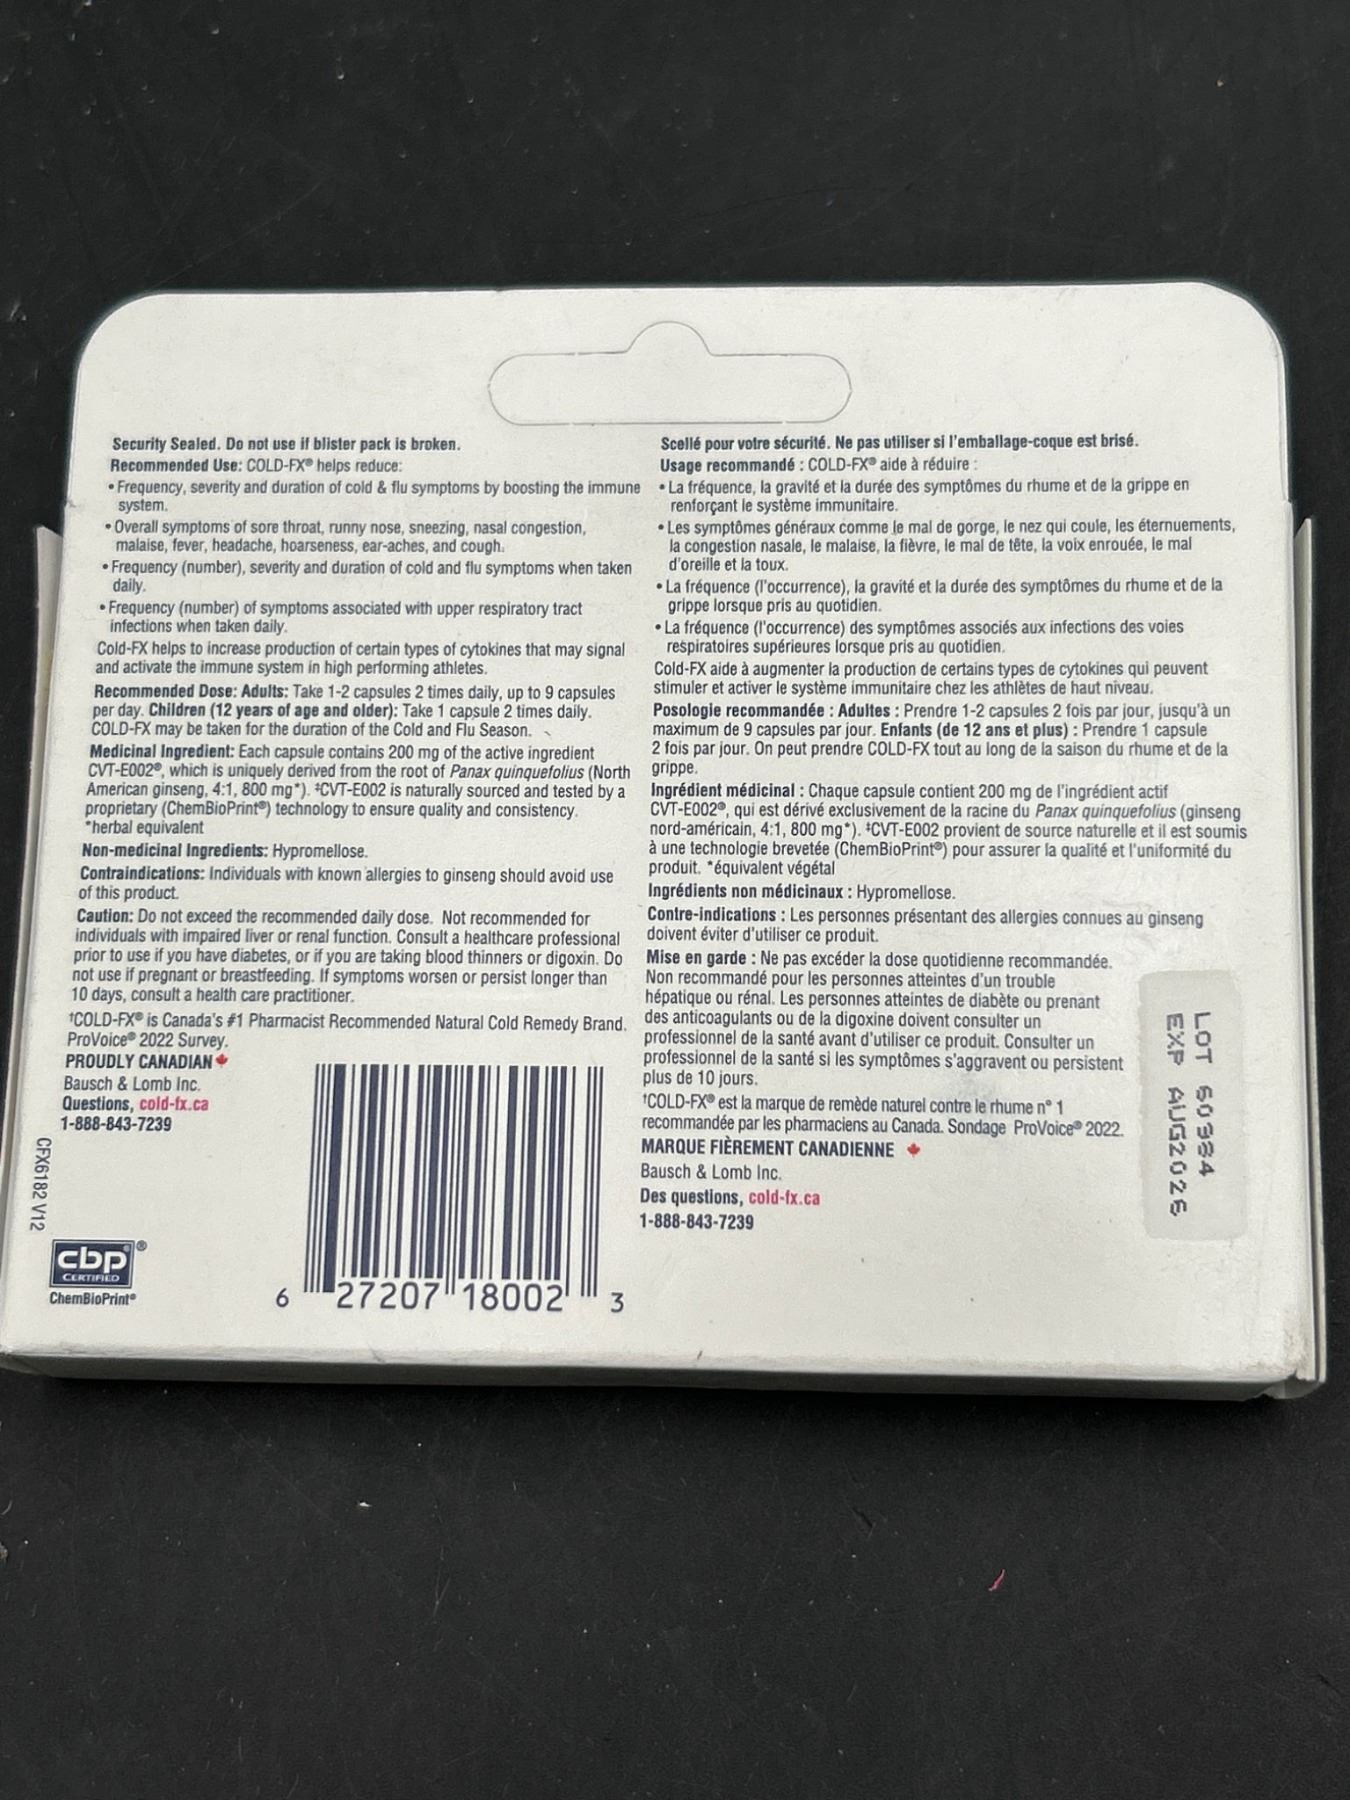 Security Sealed. Do not use if blister pack is broken.
Recommended Use: COLD-FX® helps reduce:
• Frequency, severity and duration of cold & flu symptoms by boosting the immune
system.
• Overall symptoms of sore throat, runny nose, sneezing, nasal congestion,
malaise, fever, headache, hoarseness, ear-aches, and cough.
• Frequency (number), severity and duration of cold and flu symptoms when taken
daily.
• Frequency (number) of symptoms associated with upper respiratory tract
infections when taken daily.
Cold-FX helps to increase production of certain types of cytokines that may signal
and activate the immune system in high performing athletes.
Recommended Dose: Adults: Take 1-2 capsules 2 times daily, up to 9 capsules
per day. Children (12 years of age and older): Take 1 capsule 2 times daily.
COLD-FX may be taken for the duration of the Cold and Flu Season.
Medicinal Ingredient: Each capsule contains 200 mg of the active ingredient
CVT-E002®, which is uniquely derived from the root of Panax quinquefolius (North
American ginseng, 4:1, 800 mg*). ‡CVT-E002 is naturally sourced and tested by a
proprietary (ChemBioPrint®) technology to ensure quality and consistency.
*herbal equivalent
Non-medicinal Ingredients: Hypromellose.
Contraindications: Individuals with known allergies to ginseng should avoid use
of this product.
Caution: Do not exceed the recommended daily dose. Not recommended for
individuals with impaired liver or renal function. Consult a healthcare professional
prior to use if you have diabetes, or if you are taking blood thinners or digoxin. Do
not use if pregnant or breastfeeding. If symptoms worsen or persist longer than
10 days, consult a health care practitioner.
†COLD-FX® is Canada's #1 Pharmacist Recommended Natural Cold Remedy Brand.
ProVoice® 2022 Survey.
PROUDLY CANADIAN
Bausch & Lomb Inc.
Questions, cold-fx.ca
1-888-843-7239
CFX6182 V12
cbp®
CERTIFIED
ChemBioPrint®
6 27207 18002 3
Scellé pour votre sécurité. Ne pas utiliser si l'emballage-coque est brisé.
Usage recommandé : COLD-FX® aide à réduire :
• La fréquence, la gravité et la durée des symptômes du rhume et de la grippe en
renforçant le système immunitaire.
• Les symptômes généraux comme le mal de gorge, le nez qui coule, les éternuements,
la congestion nasale, le malaise, la fièvre, le mal de tête, la voix enrouée, le mal
d'oreille et la toux.
• La fréquence (l'occurrence), la gravité et la durée des symptômes du rhume et de la
grippe lorsque pris au quotidien.
• La fréquence (l'occurrence) des symptômes associés aux infections des voies
respiratoires supérieures lorsque pris au quotidien.
Cold-FX aide à augmenter la production de certains types de cytokines qui peuvent
stimuler et activer le système immunitaire chez les athlètes de haut niveau.
Posologie recommandée : Adultes : Prendre 1-2 capsules 2 fois par jour, jusqu'à un
maximum de 9 capsules par jour. Enfants (de 12 ans et plus) : Prendre 1 capsule
2 fois par jour. On peut prendre COLD-FX tout au long de la saison du rhume et de la
grippe.
Ingrédient médicinal : Chaque capsule contient 200 mg de l'ingrédient actif
CVT-E002®, qui est dérivé exclusivement de la racine du Panax quinquefolius (ginseng
nord-américain, 4:1, 800 mg*). ‡CVT-E002 provient de source naturelle et il est soumis
à une technologie brevetée (ChemBioPrint®) pour assurer la qualité et l'uniformité du
produit. *équivalent végétal
Ingrédients non médicinaux : Hypromellose.
Contre-indications : Les personnes présentant des allergies connues au ginseng
doivent éviter d'utiliser ce produit.
Mise en garde : Ne pas excéder la dose quotidienne recommandée.
Non recommandé pour les personnes atteintes d'un trouble
hépatique ou rénal. Les personnes atteintes de diabète ou prenant
des anticoagulants ou de la digoxine doivent consulter un
professionnel de la santé avant d'utiliser ce produit. Consulter un
professionnel de la santé si les symptômes s'aggravent ou persistent
plus de 10 jours.
†COLD-FX® est la marque de remède naturel contre le rhume n° 1
recommandée par les pharmaciens au Canada. Sondage ProVoice® 2022.
MARQUE FIÈREMENT CANADIENNE
Bausch & Lomb Inc.
Des questions, cold-fx.ca
1-888-843-7239
LOT 60984
EXP AUG2026